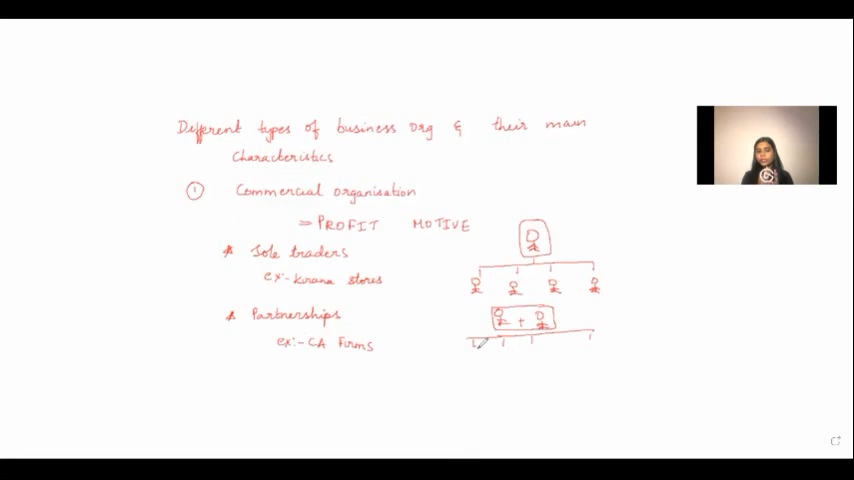 Different types of business Org & their main
Characteristics
1 Commercial organisation
⇒ PROFIT MOTIVE
* Sole traders
ex:- Kirana stores
* Partnerships
+
ex:- CA Firms